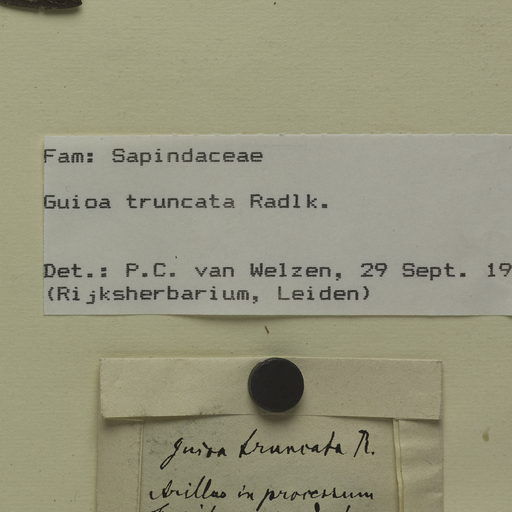 Fam: Sapindaceae
Guioa truncata Radlk.
Det.: P.C. van Welzen, 29 Sept. 19
(Rijksherbarium, Leiden)
Guioa truncata R.
Arillus in processum